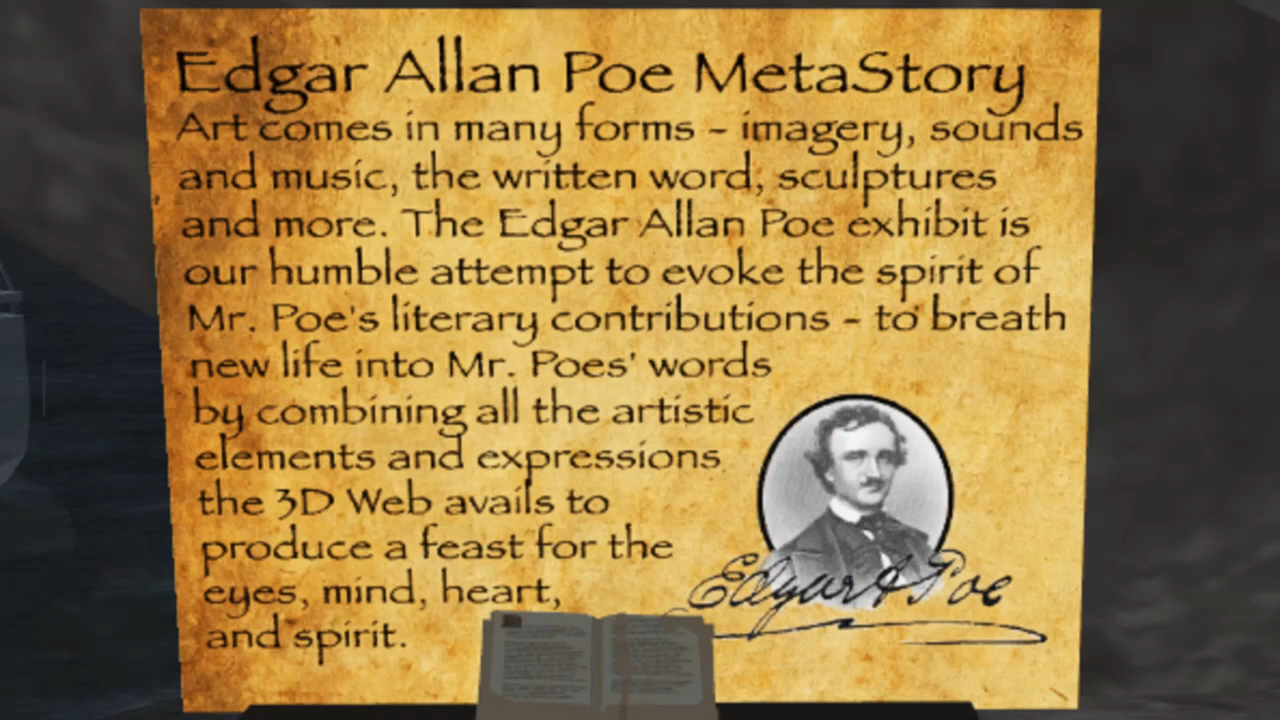 Edgar Allan Poe MetaStory
Art comes in many forms - imagery, sounds
and music, the written word, sculptures
and more. The Edgar Allan Poe exhibit is
our humble attempt to evoke the spirit of
Mr. Poe's literary contributions - to breath
new life into Mr. Poes' words
by combining all the artistic
elements and expressions
the 3D Web avails to
produce a feast for the
eyes, mind, heart,
and spirit.
Edgar A Poe